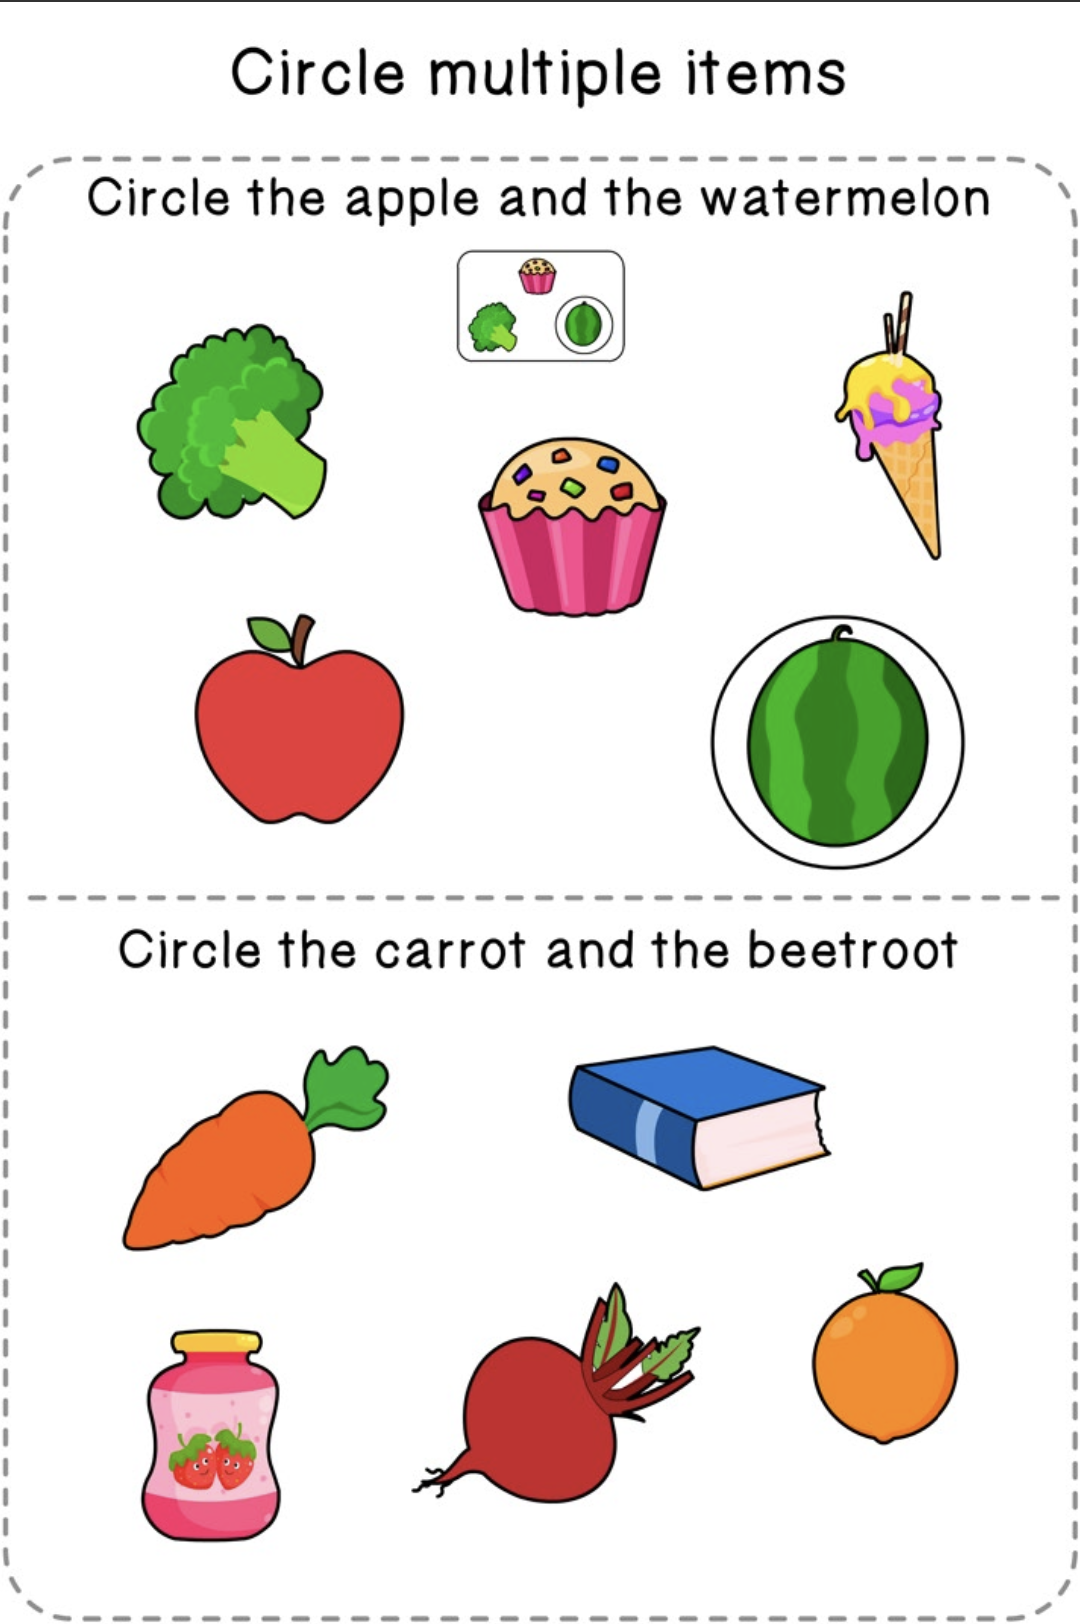 Circle multiple items
Circle the apple and the watermelon
Circle the carrot and the beetroot